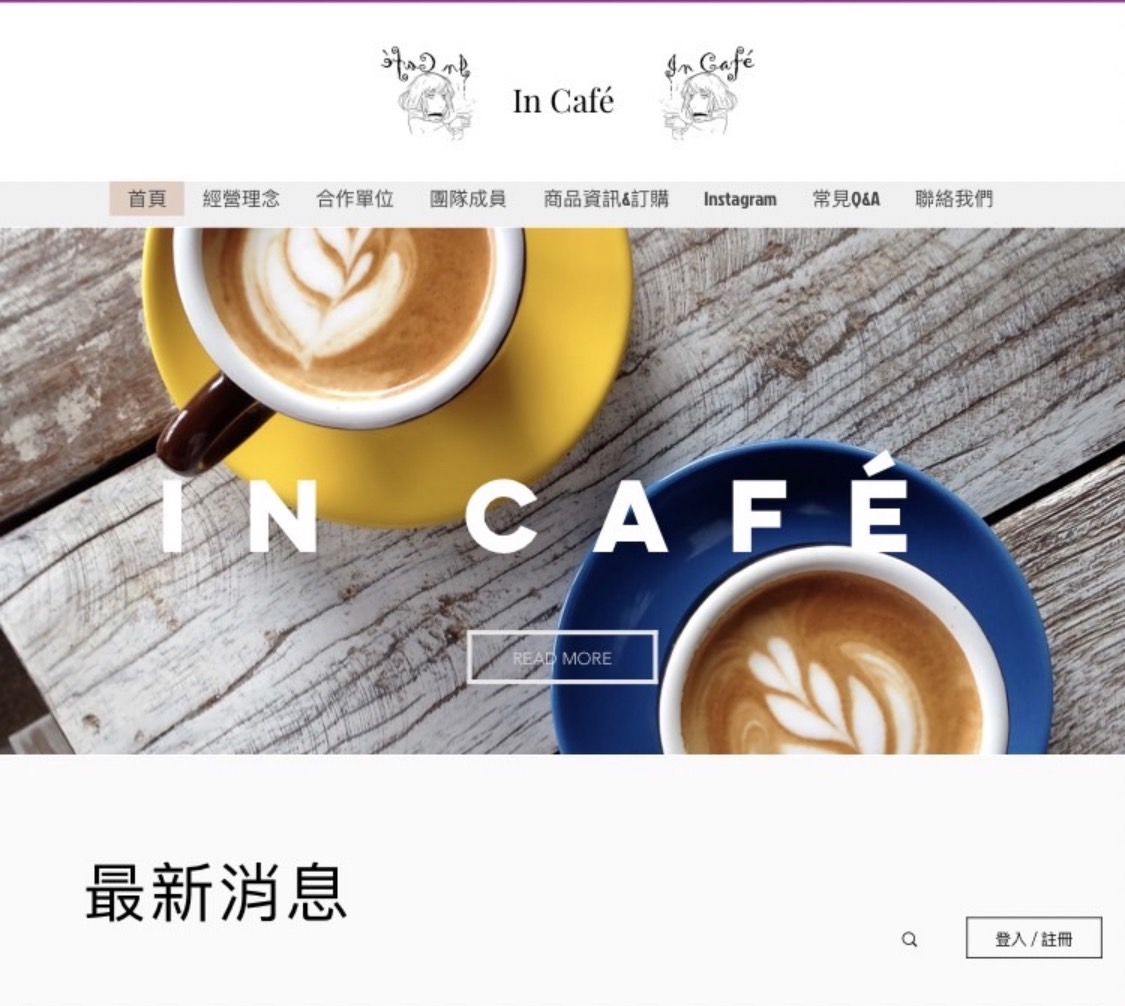 In Café
In Café
In Café
首頁 經營理念 合作單位 團隊成員 商品資訊&訂購 Instagram 常見Q&A 聯絡我們
IN CAFÉ
READ MORE
最新消息
登入 / 註冊